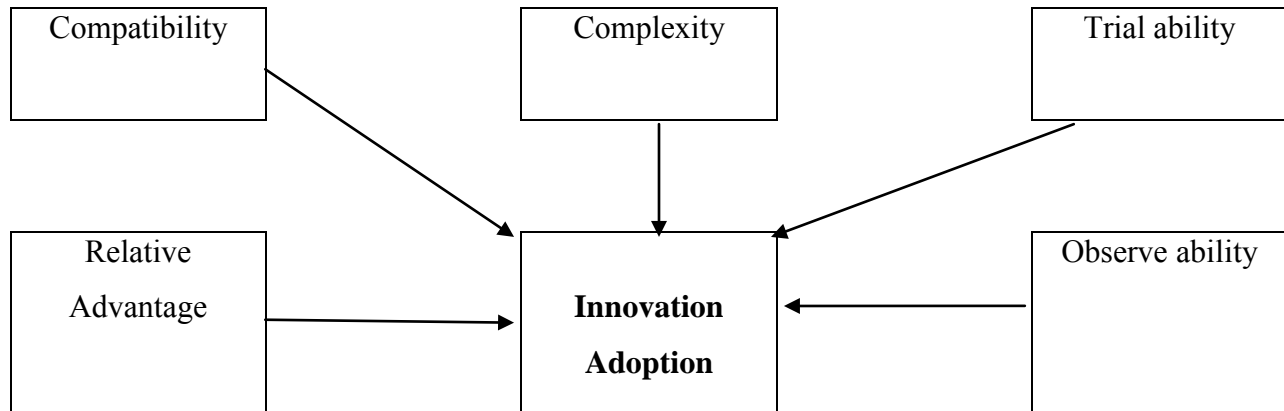 Compatibility
Complexity
Trial ability
Relative
Advantage
Innovation
Adoption
Observe ability